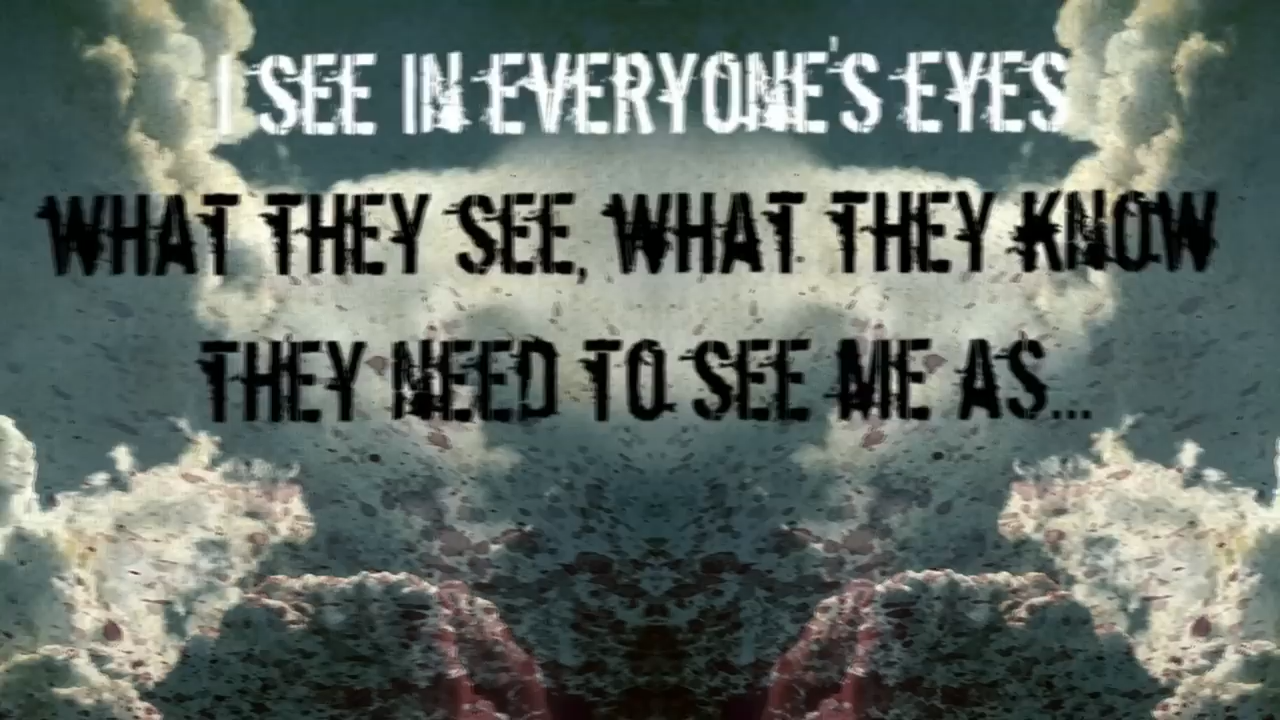 I SEE IN EVERYONE'S EYES
WHAT THEY SEE, WHAT THEY KNOW
THEY NEED TO SEE ME AS...